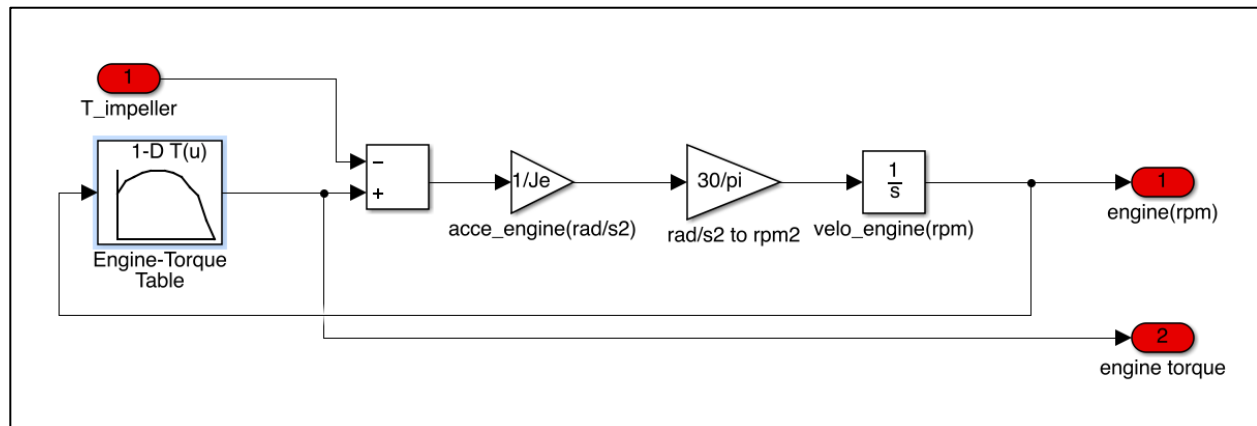 1
T_impeller
1-D T(u)
Engine-Torque
Table
−
+
1/Je
acce_engine(rad/s2)
30/pi
rad/s2 to rpm2
1
s
velo_engine(rpm)
1
engine(rpm)
2
engine torque